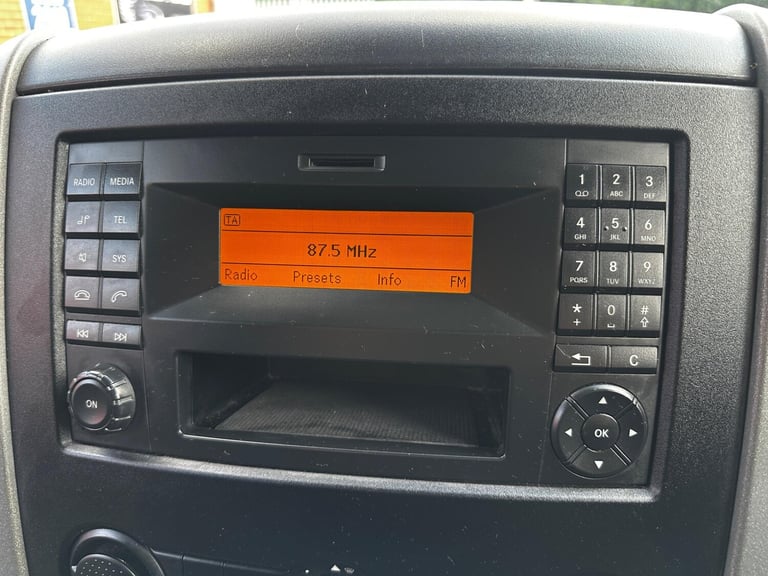 TA
87.5 MHz
Radio Presets Info FM
RADIO MEDIA
TEL
SYS
ON
1 2 ABC 3 DEF
4 GHI 5 JKL 6 MNO
7 PQRS 8 TUV 9 WXYZ
* + 0 #
C
OK